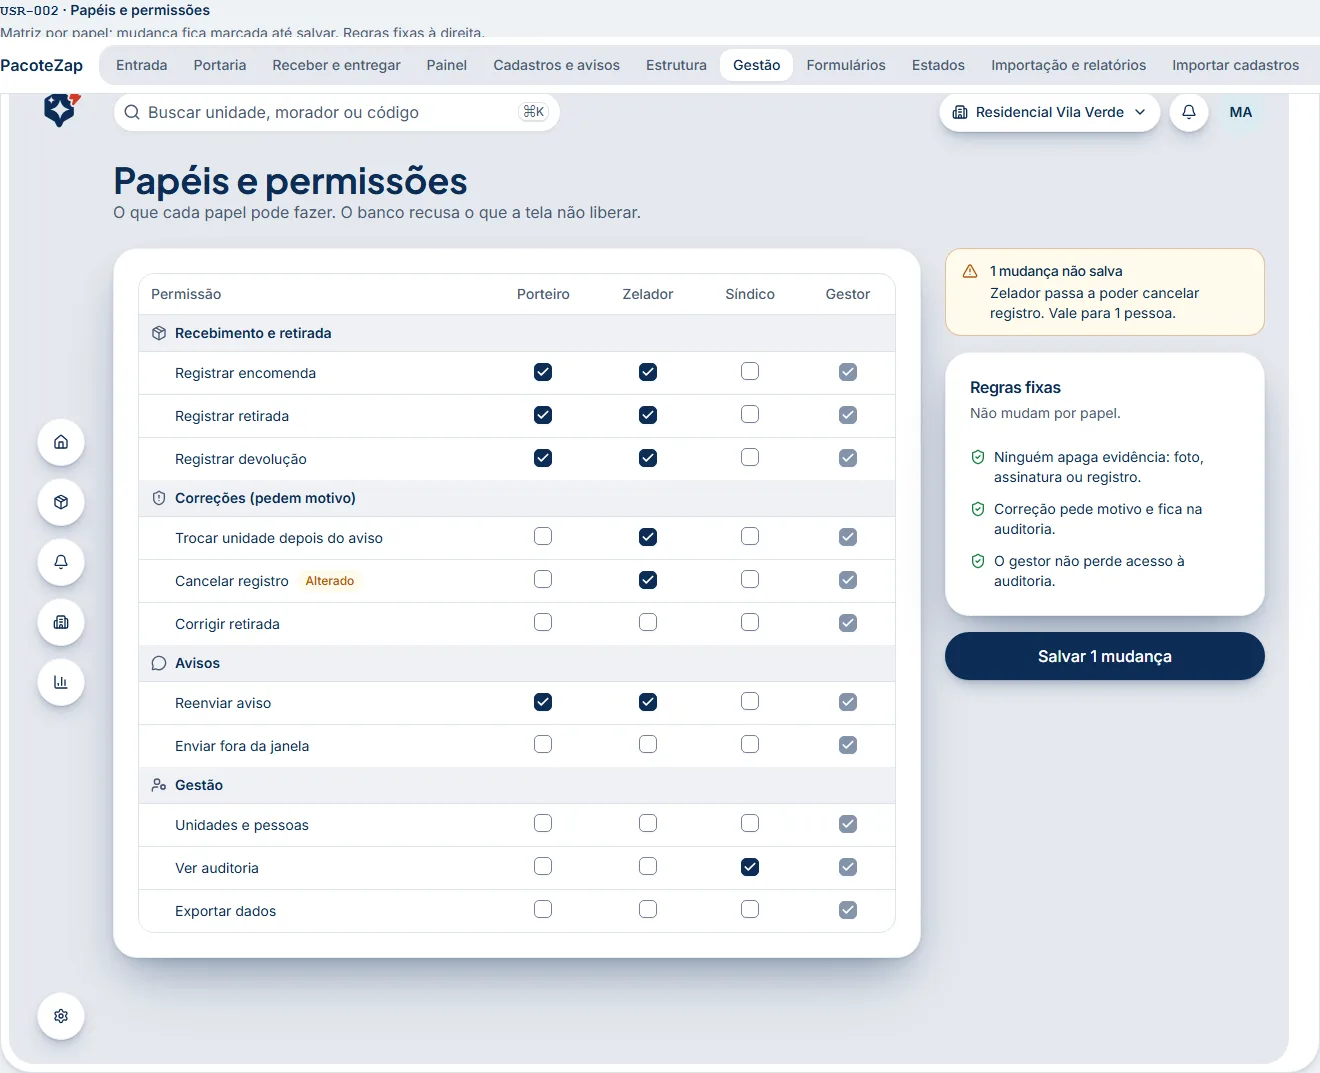 USR-002 · Papéis e permissões
Matriz por papel: mudança fica marcada até salvar. Regras fixas à direita.
PacoteZap
Entrada
Portaria
Receber e entregar
Painel
Cadastros e avisos
Estrutura
Gestão
Formulários
Estados
Importação e relatórios
Importar cadastros
Buscar unidade, morador ou código
⌘K
Residencial Vila Verde
MA
Papéis e permissões
O que cada papel pode fazer. O banco recusa o que a tela não liberar.
Permissão Porteiro Zelador Síndico Gestor
Recebimento e retirada
Registrar encomenda
Registrar retirada
Registrar devolução
Correções (pedem motivo)
Trocar unidade depois do aviso
Cancelar registro Alterado
Corrigir retirada
Avisos
Reenviar aviso
Enviar fora da janela
Gestão
Unidades e pessoas
Ver auditoria
Exportar dados
1 mudança não salva
Zelador passa a poder cancelar
registro. Vale para 1 pessoa.
Regras fixas
Não mudam por papel.
Ninguém apaga evidência: foto,
assinatura ou registro.
Correção pede motivo e fica na
auditoria.
O gestor não perde acesso à
auditoria.
Salvar 1 mudança